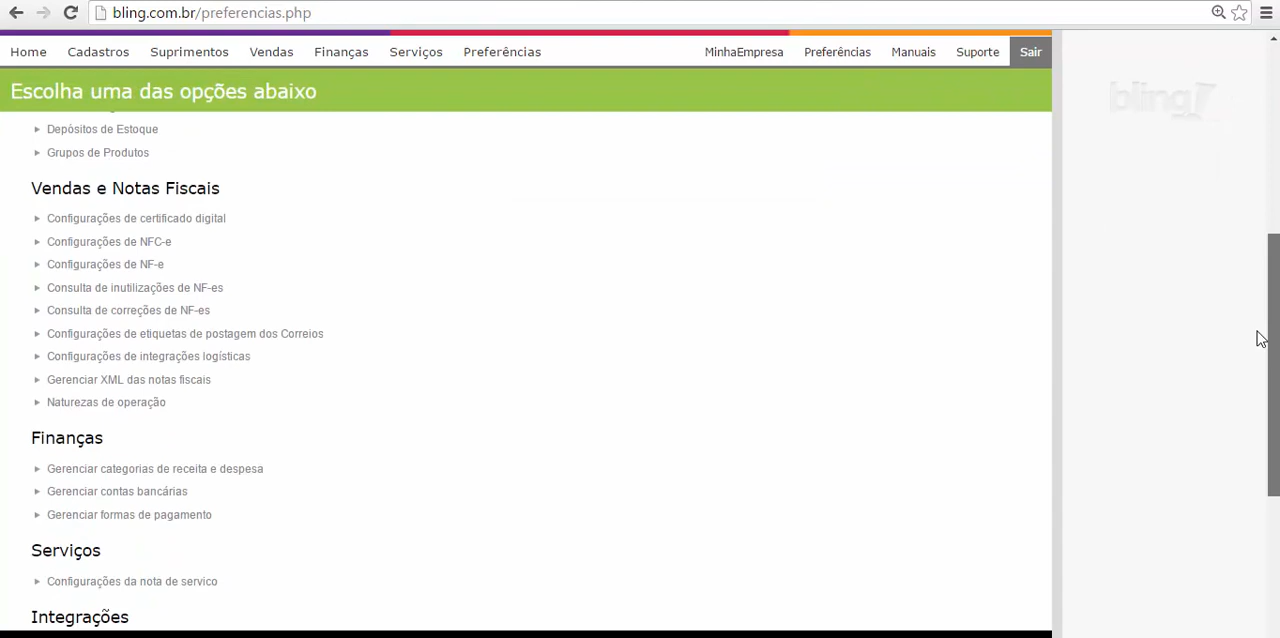 bling.com.br/preferencias.php
Home Cadastros Suprimentos Vendas Finanças Serviços Preferências MinhaEmpresa Preferências Manuais Suporte Sair
Escolha uma das opções abaixo
bling
Depósitos de Estoque
Grupos de Produtos
Vendas e Notas Fiscais
Configurações de certificado digital
Configurações de NFC-e
Configurações de NF-e
Consulta de inutilizações de NF-es
Consulta de correções de NF-es
Configurações de etiquetas de postagem dos Correios
Configurações de integrações logísticas
Gerenciar XML das notas fiscais
Naturezas de operação
Finanças
Gerenciar categorias de receita e despesa
Gerenciar contas bancárias
Gerenciar formas de pagamento
Serviços
Configurações da nota de servico
Integrações